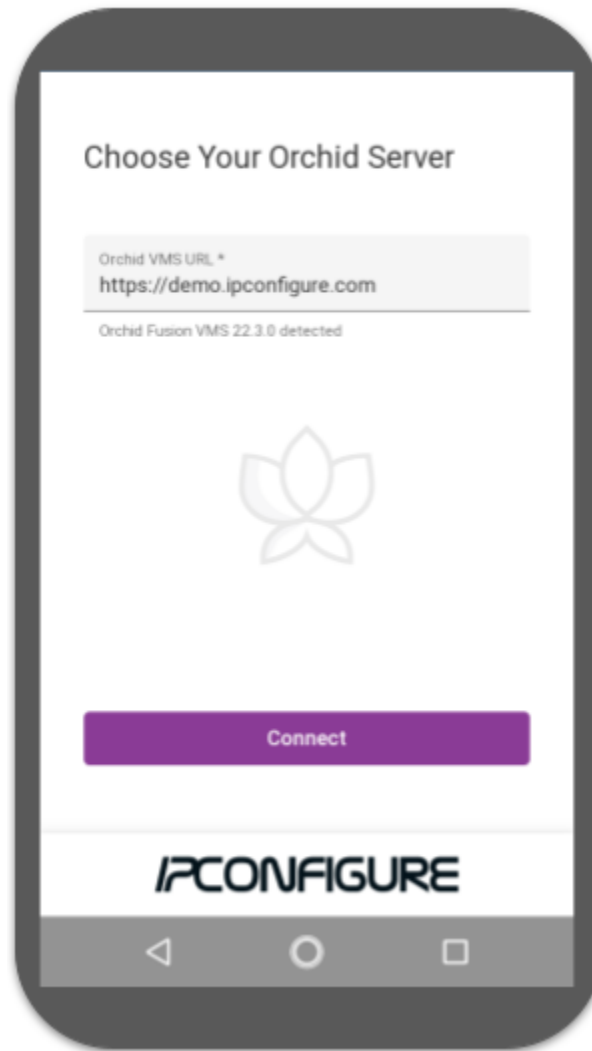 Choose Your Orchid Server
Orchid VMS URL *
https://demo.ipconfigure.com
Orchid Fusion VMS 22.3.0 detected
Connect
IPCONFIGURE